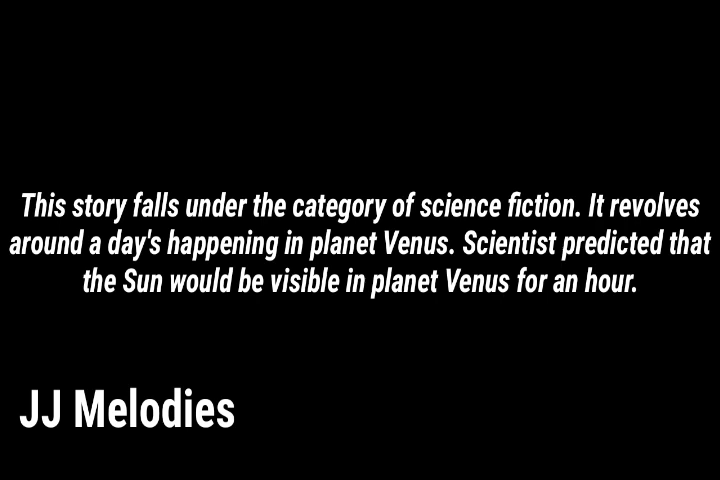 This story falls under the category of science fiction. It revolves
around a day's happening in planet Venus. Scientist predicted that
the Sun would be visible in planet Venus for an hour.
JJ Melodies